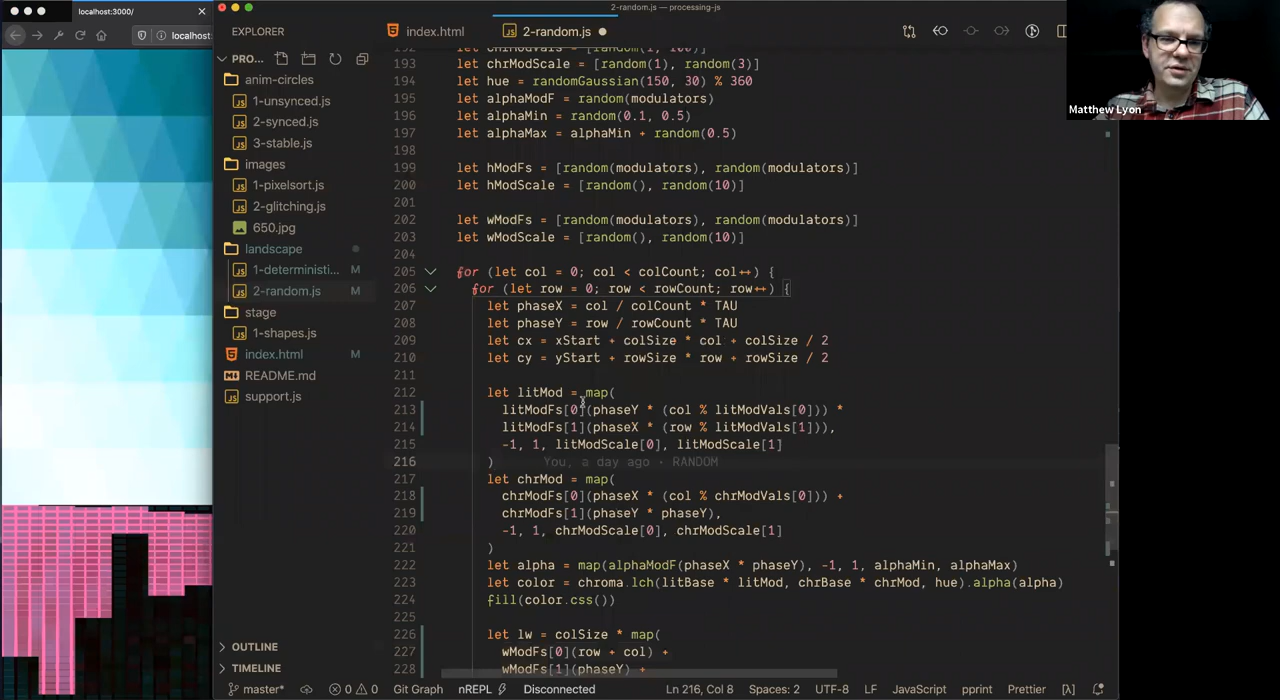 localhost:3000/
localhost:
2-random.js — processing-js
EXPLORER
index.html
2-random.js
PRO...
anim-circles
1-unsynced.js
2-synced.js
3-stable.js
images
1-pixelsort.js
2-glitching.js
650.jpg
landscape
1-deterministi... M
2-random.js M
stage
1-shapes.js
index.html M
README.md
support.js
OUTLINE
TIMELINE
193 let chrModScale = [random(1), random(3)]
194 let hue = randomGaussian(150, 30) % 360
195 let alphaModF = random(modulators)
196 let alphaMin = random(0.1, 0.5)
197 let alphaMax = alphaMin + random(0.5)
198
199 let hModFs = [random(modulators), random(modulators)]
200 let hModScale = [random(), random(10)]
201
202 let wModFs = [random(modulators), random(modulators)]
203 let wModScale = [random(), random(10)]
204
205 for (let col = 0; col < colCount; col++) {
206 for (let row = 0; row < rowCount; row++) {
207 let phaseX = col / colCount * TAU
208 let phaseY = row / rowCount * TAU
209 let cx = xStart + colSize * col + colSize / 2
210 let cy = yStart + rowSize * row + rowSize / 2
211
212 let litMod = map(
213 litModFs[0](phaseY * (col % litModVals[0])) *
214 litModFs[1](phaseX * (row % litModVals[1])),
215 -1, 1, litModScale[0], litModScale[1]
216 ) You, a day ago • RANDOM
217 let chrMod = map(
218 chrModFs[0](phaseX * (col % chrModVals[0])) +
219 chrModFs[1](phaseY * phaseY),
220 -1, 1, chrModScale[0], chrModScale[1]
221 )
222 let alpha = map(alphaModF(phaseX * phaseY), -1, 1, alphaMin, alphaMax)
223 let color = chroma.lch(litBase * litMod, chrBase * chrMod, hue).alpha(alpha)
224 fill(color.css())
225
226 let lw = colSize * map(
227 wModFs[0](row + col) +
228 wModFs[1](phaseY) +
master* 0 0 Git Graph nREPL Disconnected Ln 216, Col 8 Spaces: 2 UTF-8 LF JavaScript pprint Prettier [λ]
Matthew Lyon